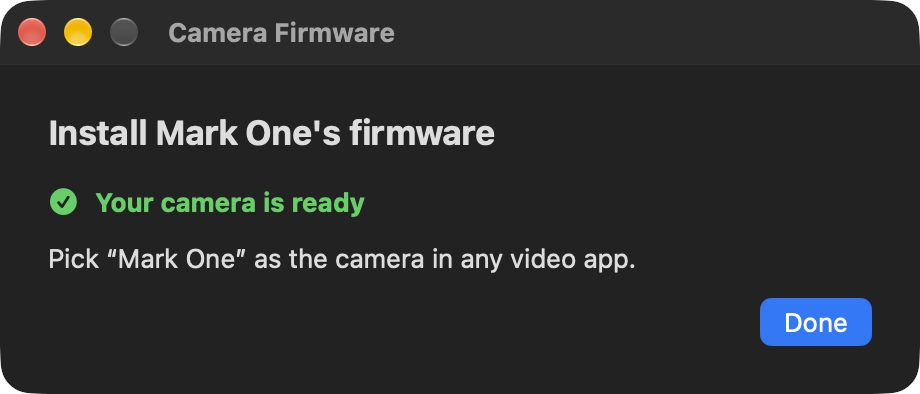 Camera Firmware
Install Mark One's firmware
Your camera is ready
Pick “Mark One” as the camera in any video app.
Done